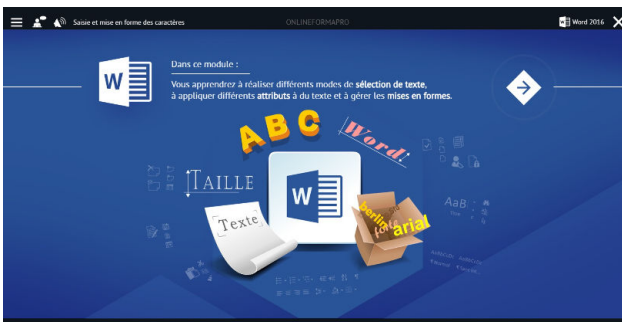 Saisie et mise en forme des caractères
ONLINEFORMAPRO
Word 2016
Dans ce module :
W
Vous apprendrez à réaliser différents modes de sélection de texte,
à appliquer différents attributs à du texte et à gérer les mises en formes.
ABC
Word
TAILLE
W
AaB
Texte
berlin
arial